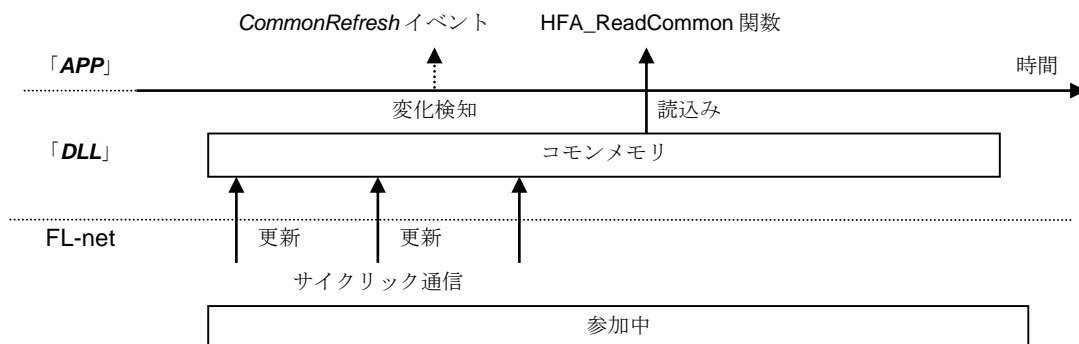 CommonRefresh イベント HFA_ReadCommon 関数
「APP」 時間
変化検知 読込み
「DLL」 コモンメモリ
FL-net 更新 更新
サイクリック通信
参加中